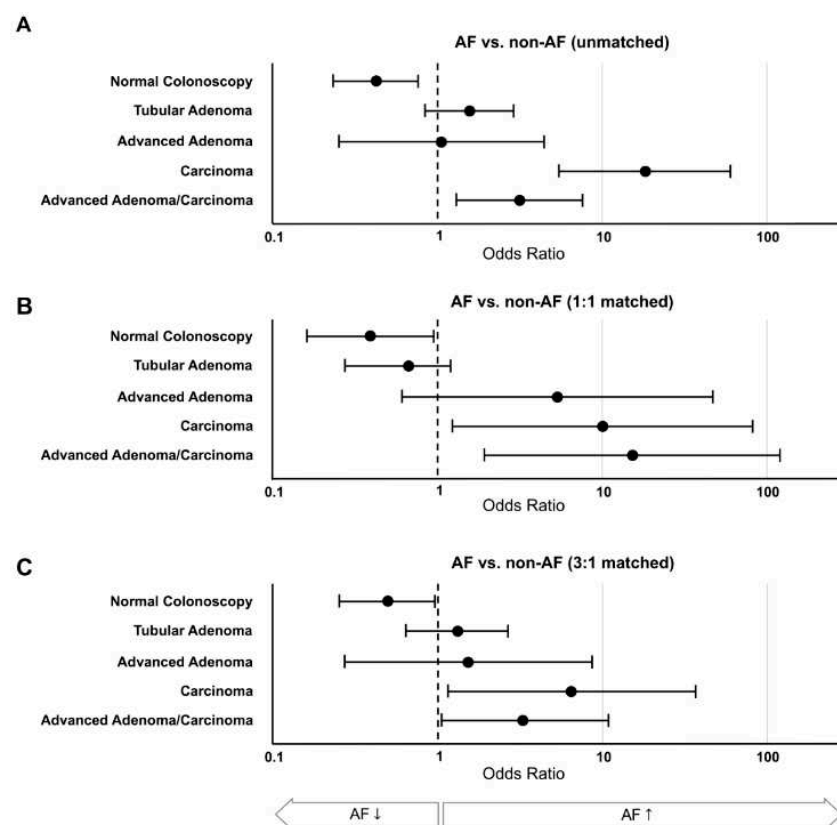 A
AF vs. non-AF (unmatched)
Normal Colonoscopy
Tubular Adenoma
Advanced Adenoma
Carcinoma
Advanced Adenoma/Carcinoma
0.1 1 10 100
Odds Ratio
B
AF vs. non-AF (1:1 matched)
Normal Colonoscopy
Tubular Adenoma
Advanced Adenoma
Carcinoma
Advanced Adenoma/Carcinoma
0.1 1 10 100
Odds Ratio
C
AF vs. non-AF (3:1 matched)
Normal Colonoscopy
Tubular Adenoma
Advanced Adenoma
Carcinoma
Advanced Adenoma/Carcinoma
0.1 1 10 100
Odds Ratio
AF ↓ AF ↑